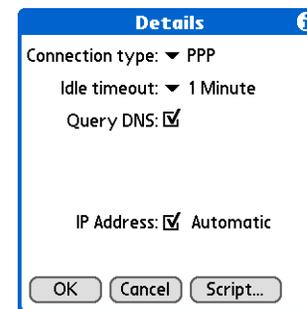 Details
Connection type: PPP
Idle timeout: 1 Minute
Query DNS:
IP Address: Automatic
OK Cancel Script...